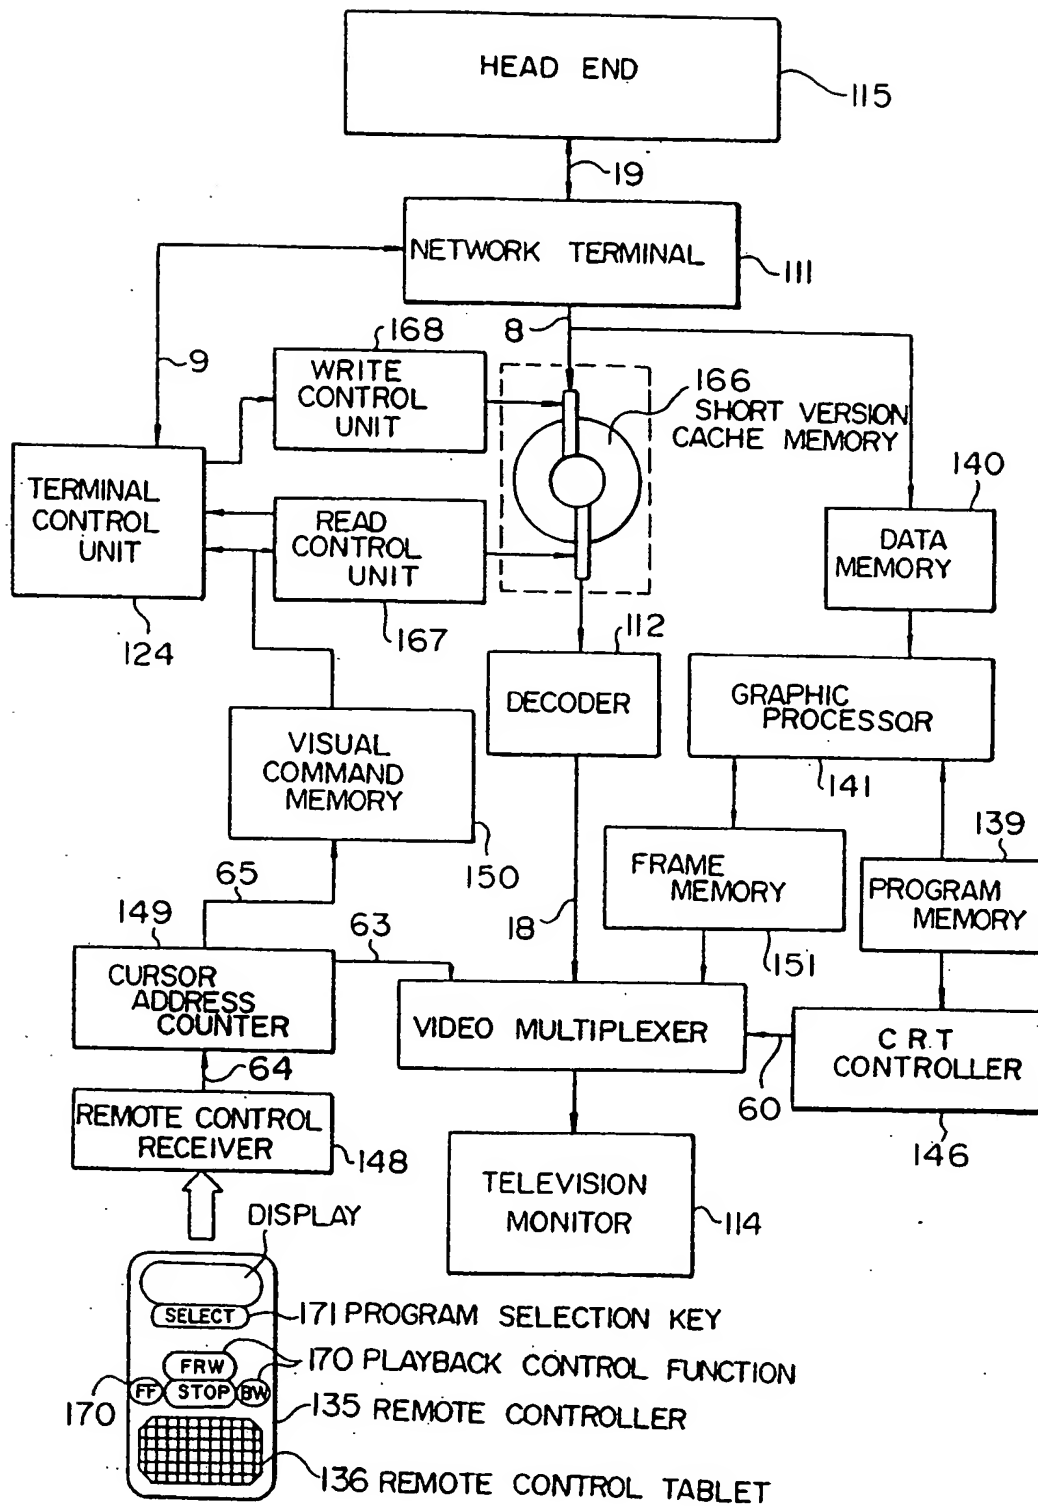 HEAD END
115
19
NETWORK TERMINAL
111
8
9
168
WRITE
CONTROL
UNIT
166
SHORT VERSION
CACHE MEMORY
140
TERMINAL
CONTROL
UNIT
READ
CONTROL
UNIT
DATA
MEMORY
124
167
112
DECODER
GRAPHIC
PROCESSOR
141
VISUAL
COMMAND
MEMORY
150
139
FRAME
MEMORY
PROGRAM
MEMORY
65
149
63
18
151
CURSOR
ADDRESS
COUNTER
VIDEO MULTIPLEXER
C R T
CONTROLLER
64
60
REMOTE CONTROL
RECEIVER
148
146
TELEVISION
MONITOR
114
DISPLAY
SELECT
171 PROGRAM SELECTION KEY
FRW
170 PLAYBACK CONTROL FUNCTION
FF
STOP
BW
170
135 REMOTE CONTROLLER
136 REMOTE CONTROL TABLET